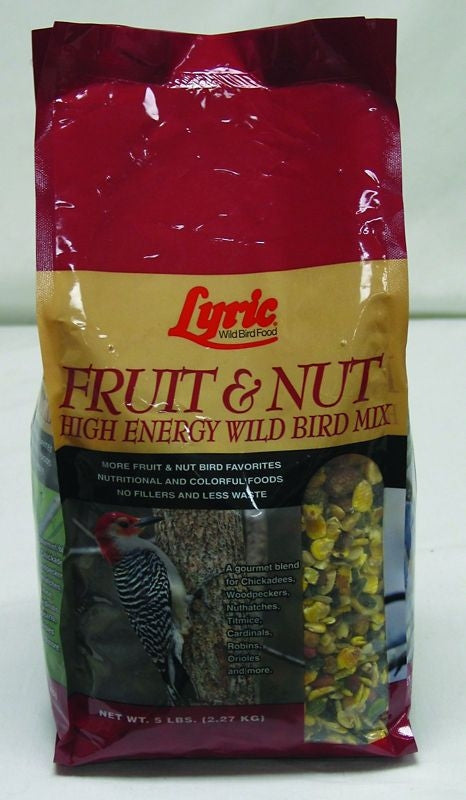 Lyric
Wild Bird Food
FRUIT & NUT
HIGH ENERGY WILD BIRD MIX
MORE FRUIT & NUT BIRD FAVORITES
NUTRITIONAL AND COLORFUL FOODS
NO FILLERS AND LESS WASTE
A gourmet blend
for Chickadees,
Woodpeckers,
Nuthatches,
Titmice,
Cardinals,
Robins,
Orioles
and more.
NET WT. 5 LBS. (2.27 KG)